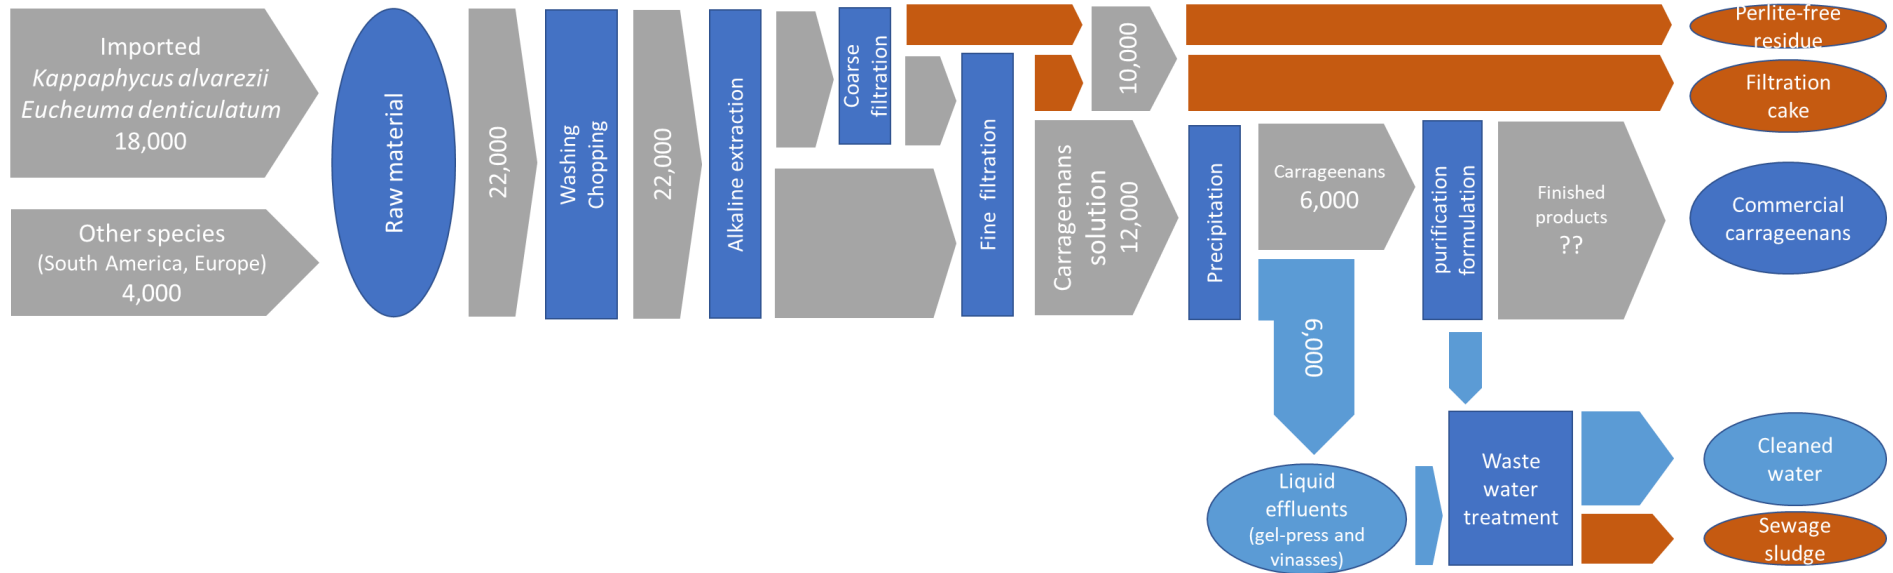 Imported
Kappaphycus alvarezii
Eucheuma denticulatum
18,000
Other species
(South America, Europe)
4,000
Raw material
22,000
Washing
Chopping
22,000
Alkaline extraction
Coarse
filtration
Fine filtration
10,000
Carrageenans
solution
12,000
Precipitation
Carrageenans
6,000
6,000
purification
formulation
Finished
products
??
Perlite-free
residue
Filtration
cake
Commercial
carrageenans
Liquid
effluents
(gel-press and
vinasses)
Waste
water
treatment
Cleaned
water
Sewage
sludge